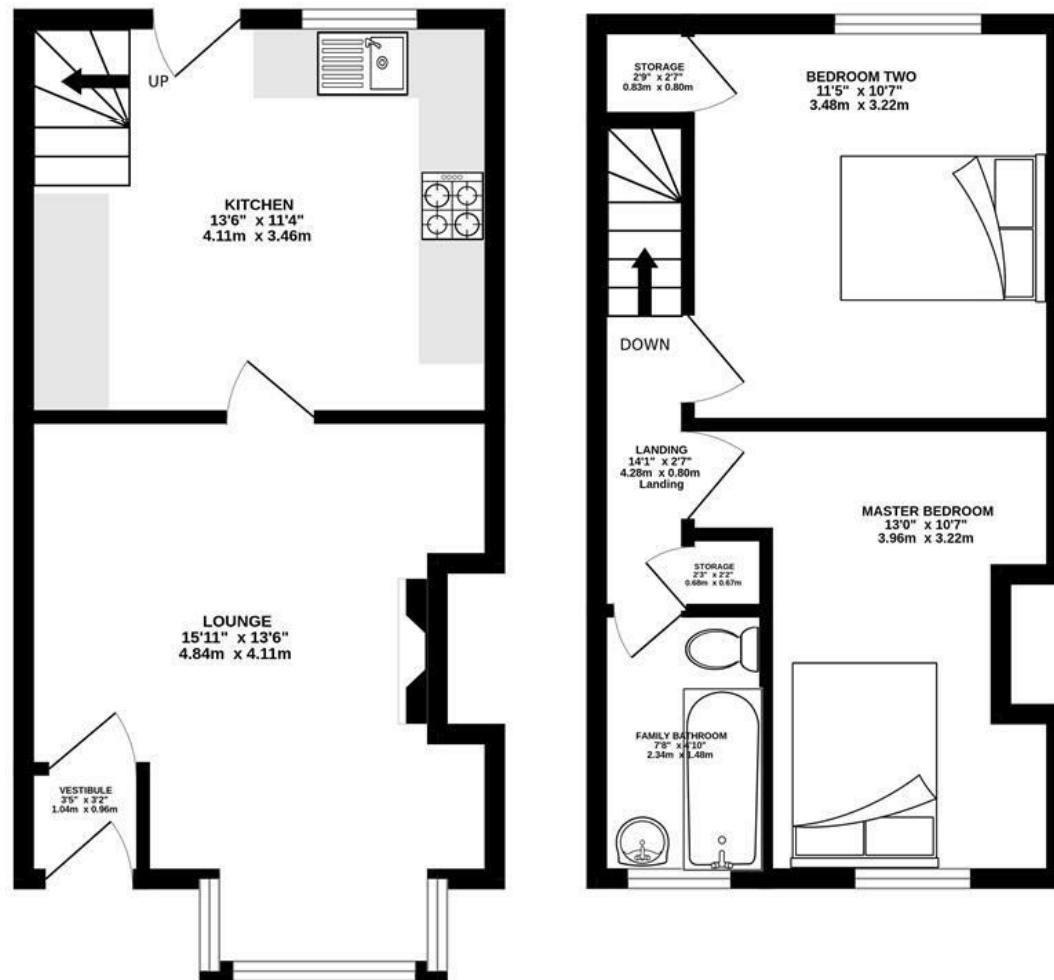 UP
KITCHEN
13'6" x 11'4"
4.11m x 3.46m
LOUNGE
15'11" x 13'6"
4.84m x 4.11m
VESTIBULE
3'5" x 3'2"
1.04m x 0.96m
STORAGE
2'9" x 2'7"
0.83m x 0.80m
BEDROOM TWO
11'5" x 10'7"
3.48m x 3.22m
DOWN
LANDING
14'1" x 2'7"
4.28m x 0.80m
Landing
MASTER BEDROOM
13'0" x 10'7"
3.96m x 3.22m
STORAGE
2'3" x 2'2"
0.68m x 0.67m
FAMILY BATHROOM
7'8" x 4'10"
2.34m x 1.48m